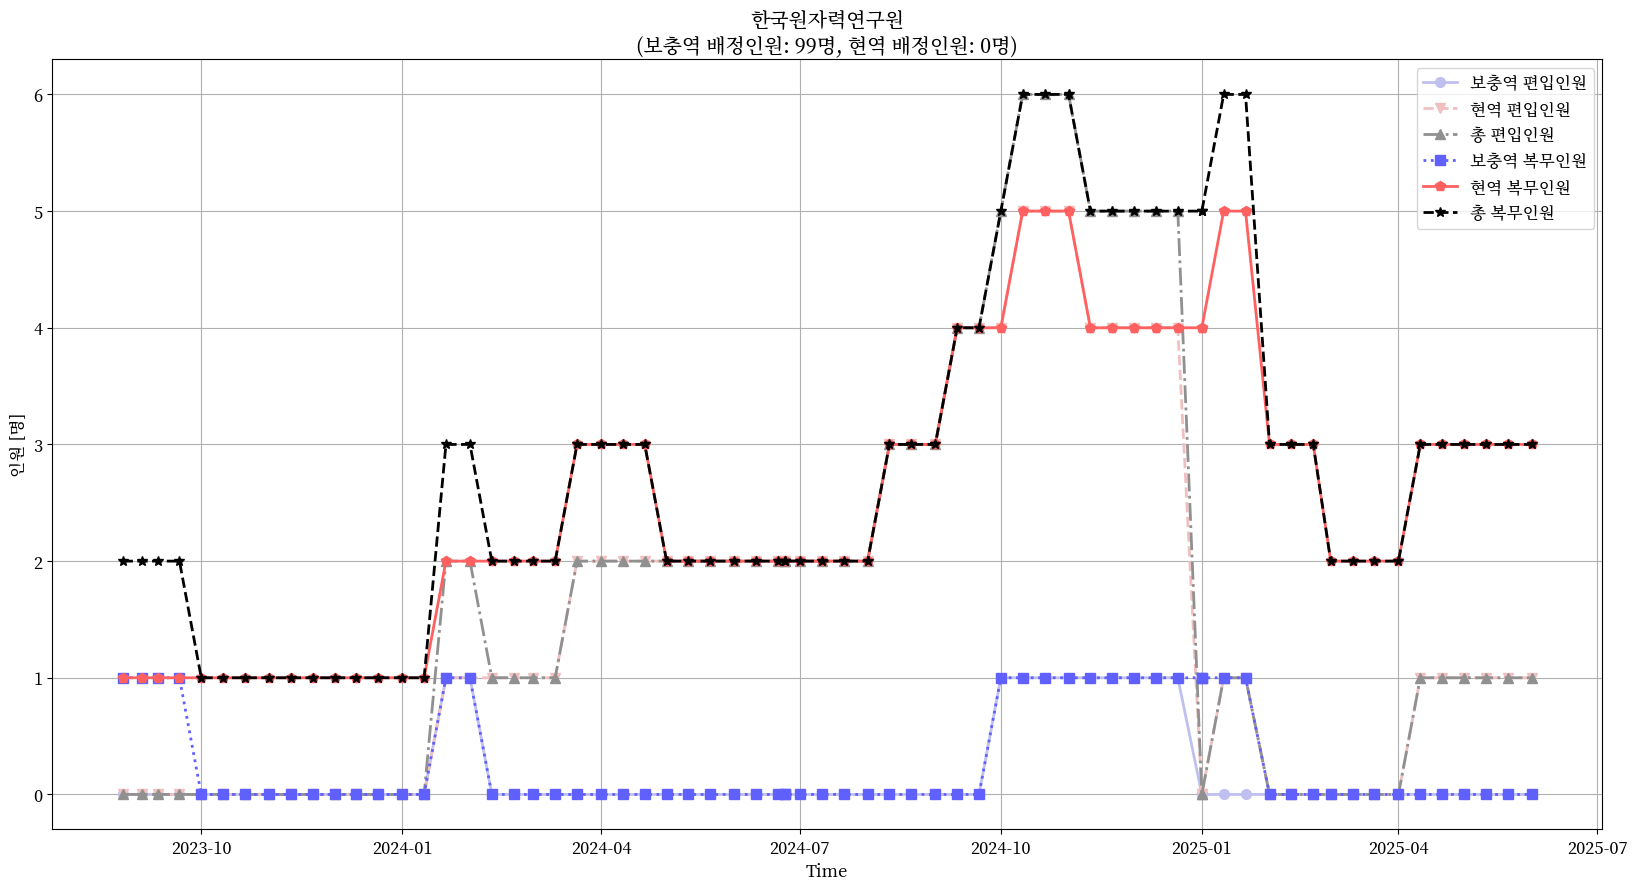 한국원자력연구원
(보충역 배정인원: 99명, 현역 배정인원: 0명)
보충역 편입인원
현역 편입인원
총 편입인원
보충역 복무인원
현역 복무인원
총 복무인원
인원 [명]
6
5
4
3
2
1
0
2023-10
2024-01
2024-04
2024-07
2024-10
2025-01
2025-04
2025-07
Time